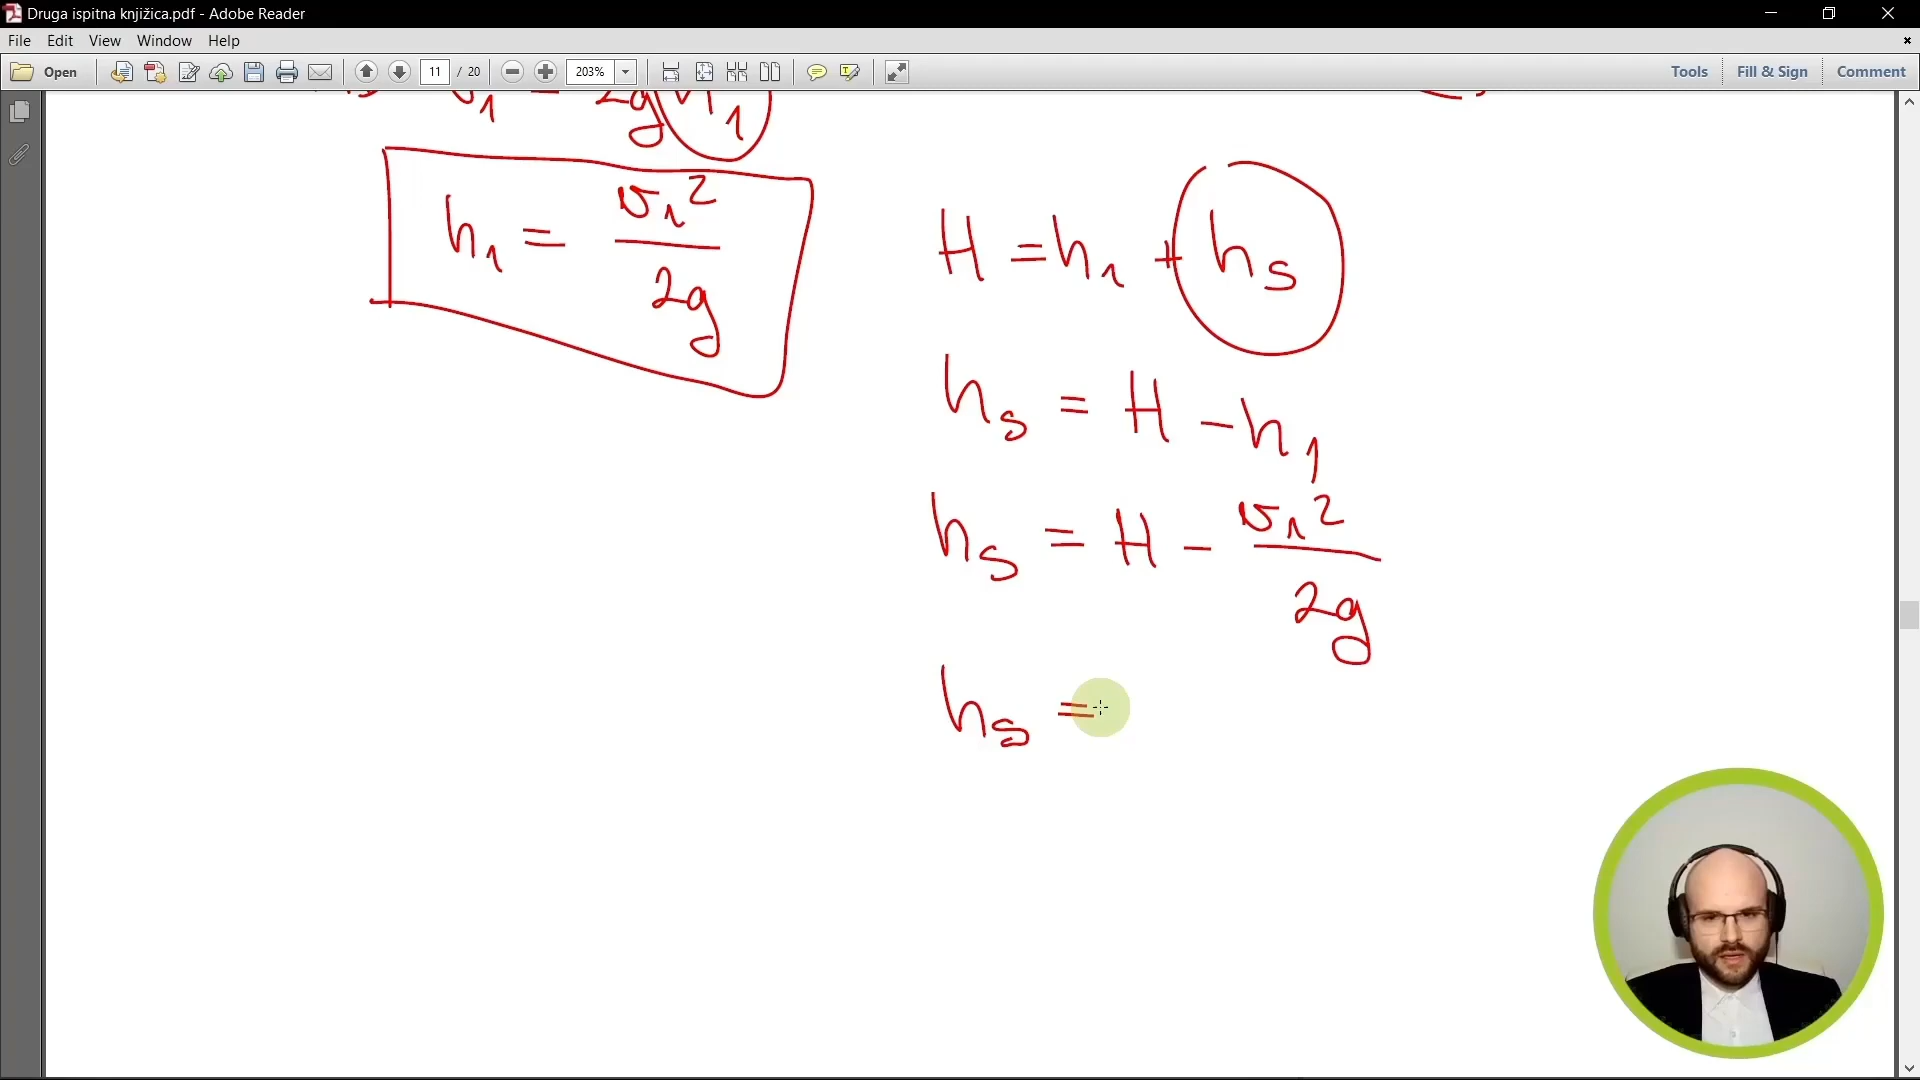 Druga ispitna knjižica.pdf - Adobe Reader
File Edit View Window Help
Open 11 / 20 203% Tools Fill & Sign Comment
h₁ = v₁² / 2g
H = h₁ + hₛ
hₛ = H - h₁
hₛ = H - v₁² / 2g
hₛ =